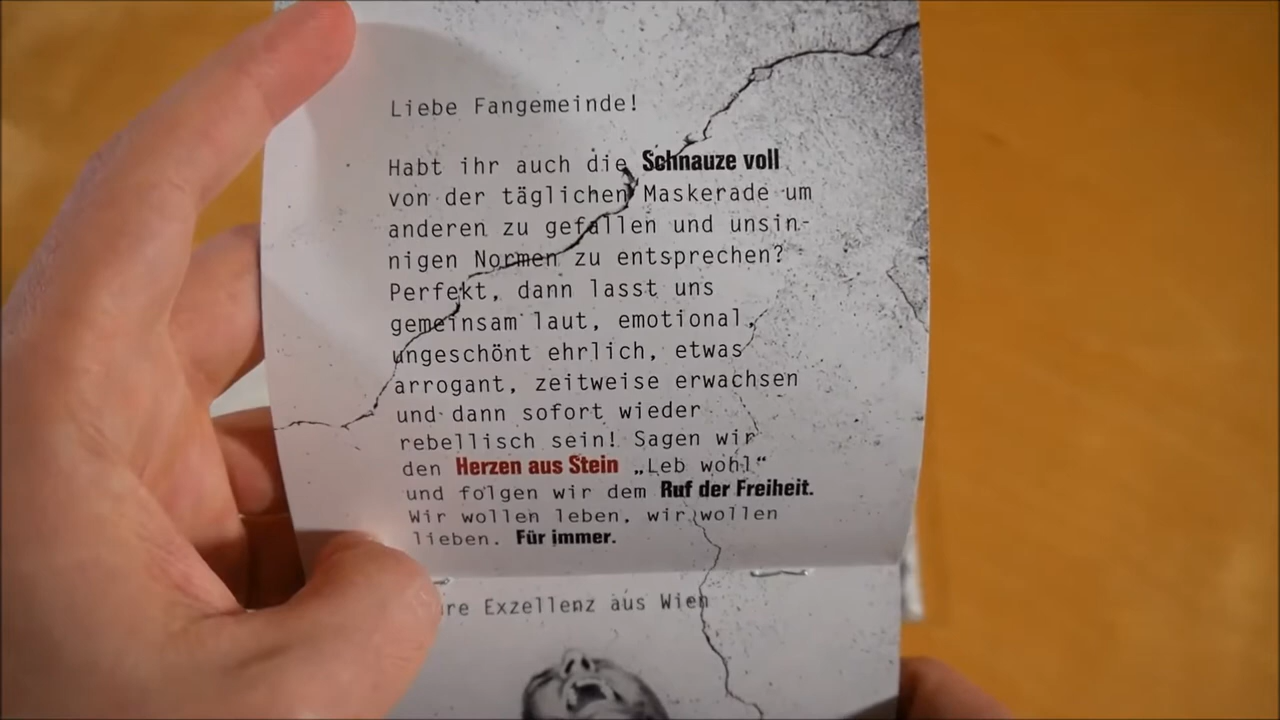 Liebe Fangemeinde!
Habt ihr auch die Schnauze voll
von der täglichen Maskerade um
anderen zu gefallen und unsin-
nigen Normen zu entsprechen?
Perfekt, dann lasst uns
gemeinsam laut, emotional,
ungeschönt ehrlich, etwas
arrogant, zeitweise erwachsen
und dann sofort wieder
rebellisch sein! Sagen wir
den Herzen aus Stein „Leb wohl“
und folgen wir dem Ruf der Freiheit.
Wir wollen leben, wir wollen
lieben. Für immer.
Exzellenz aus Wien